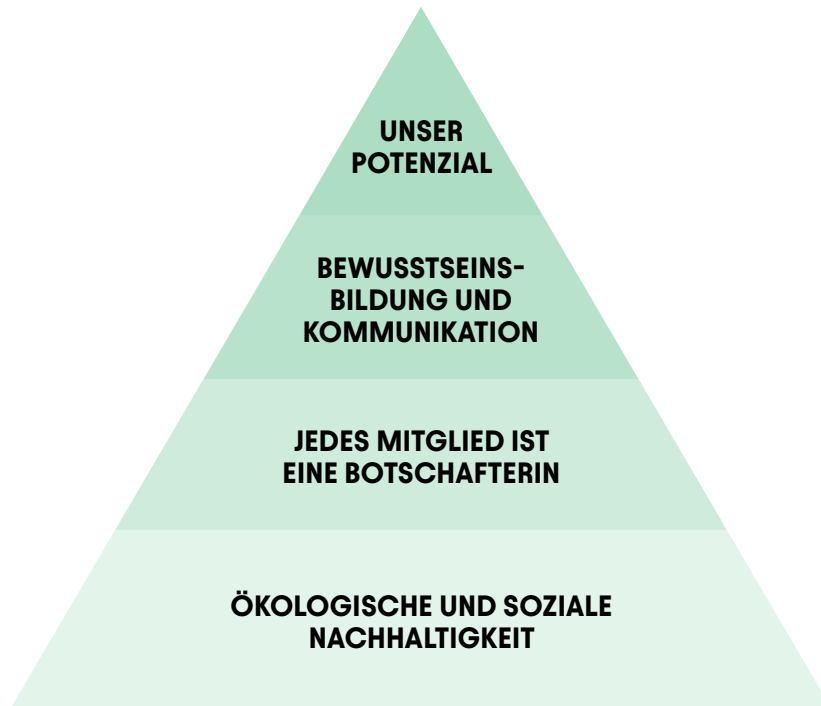 UNSER
POTENZIAL
BEWUSSTSEINS-
BILDUNG UND
KOMMUNIKATION
JEDES MITGLIED IST
EINE BOTSCHAFTERIN
ÖKOLOGISCHE UND SOZIALE
NACHHALTIGKEIT